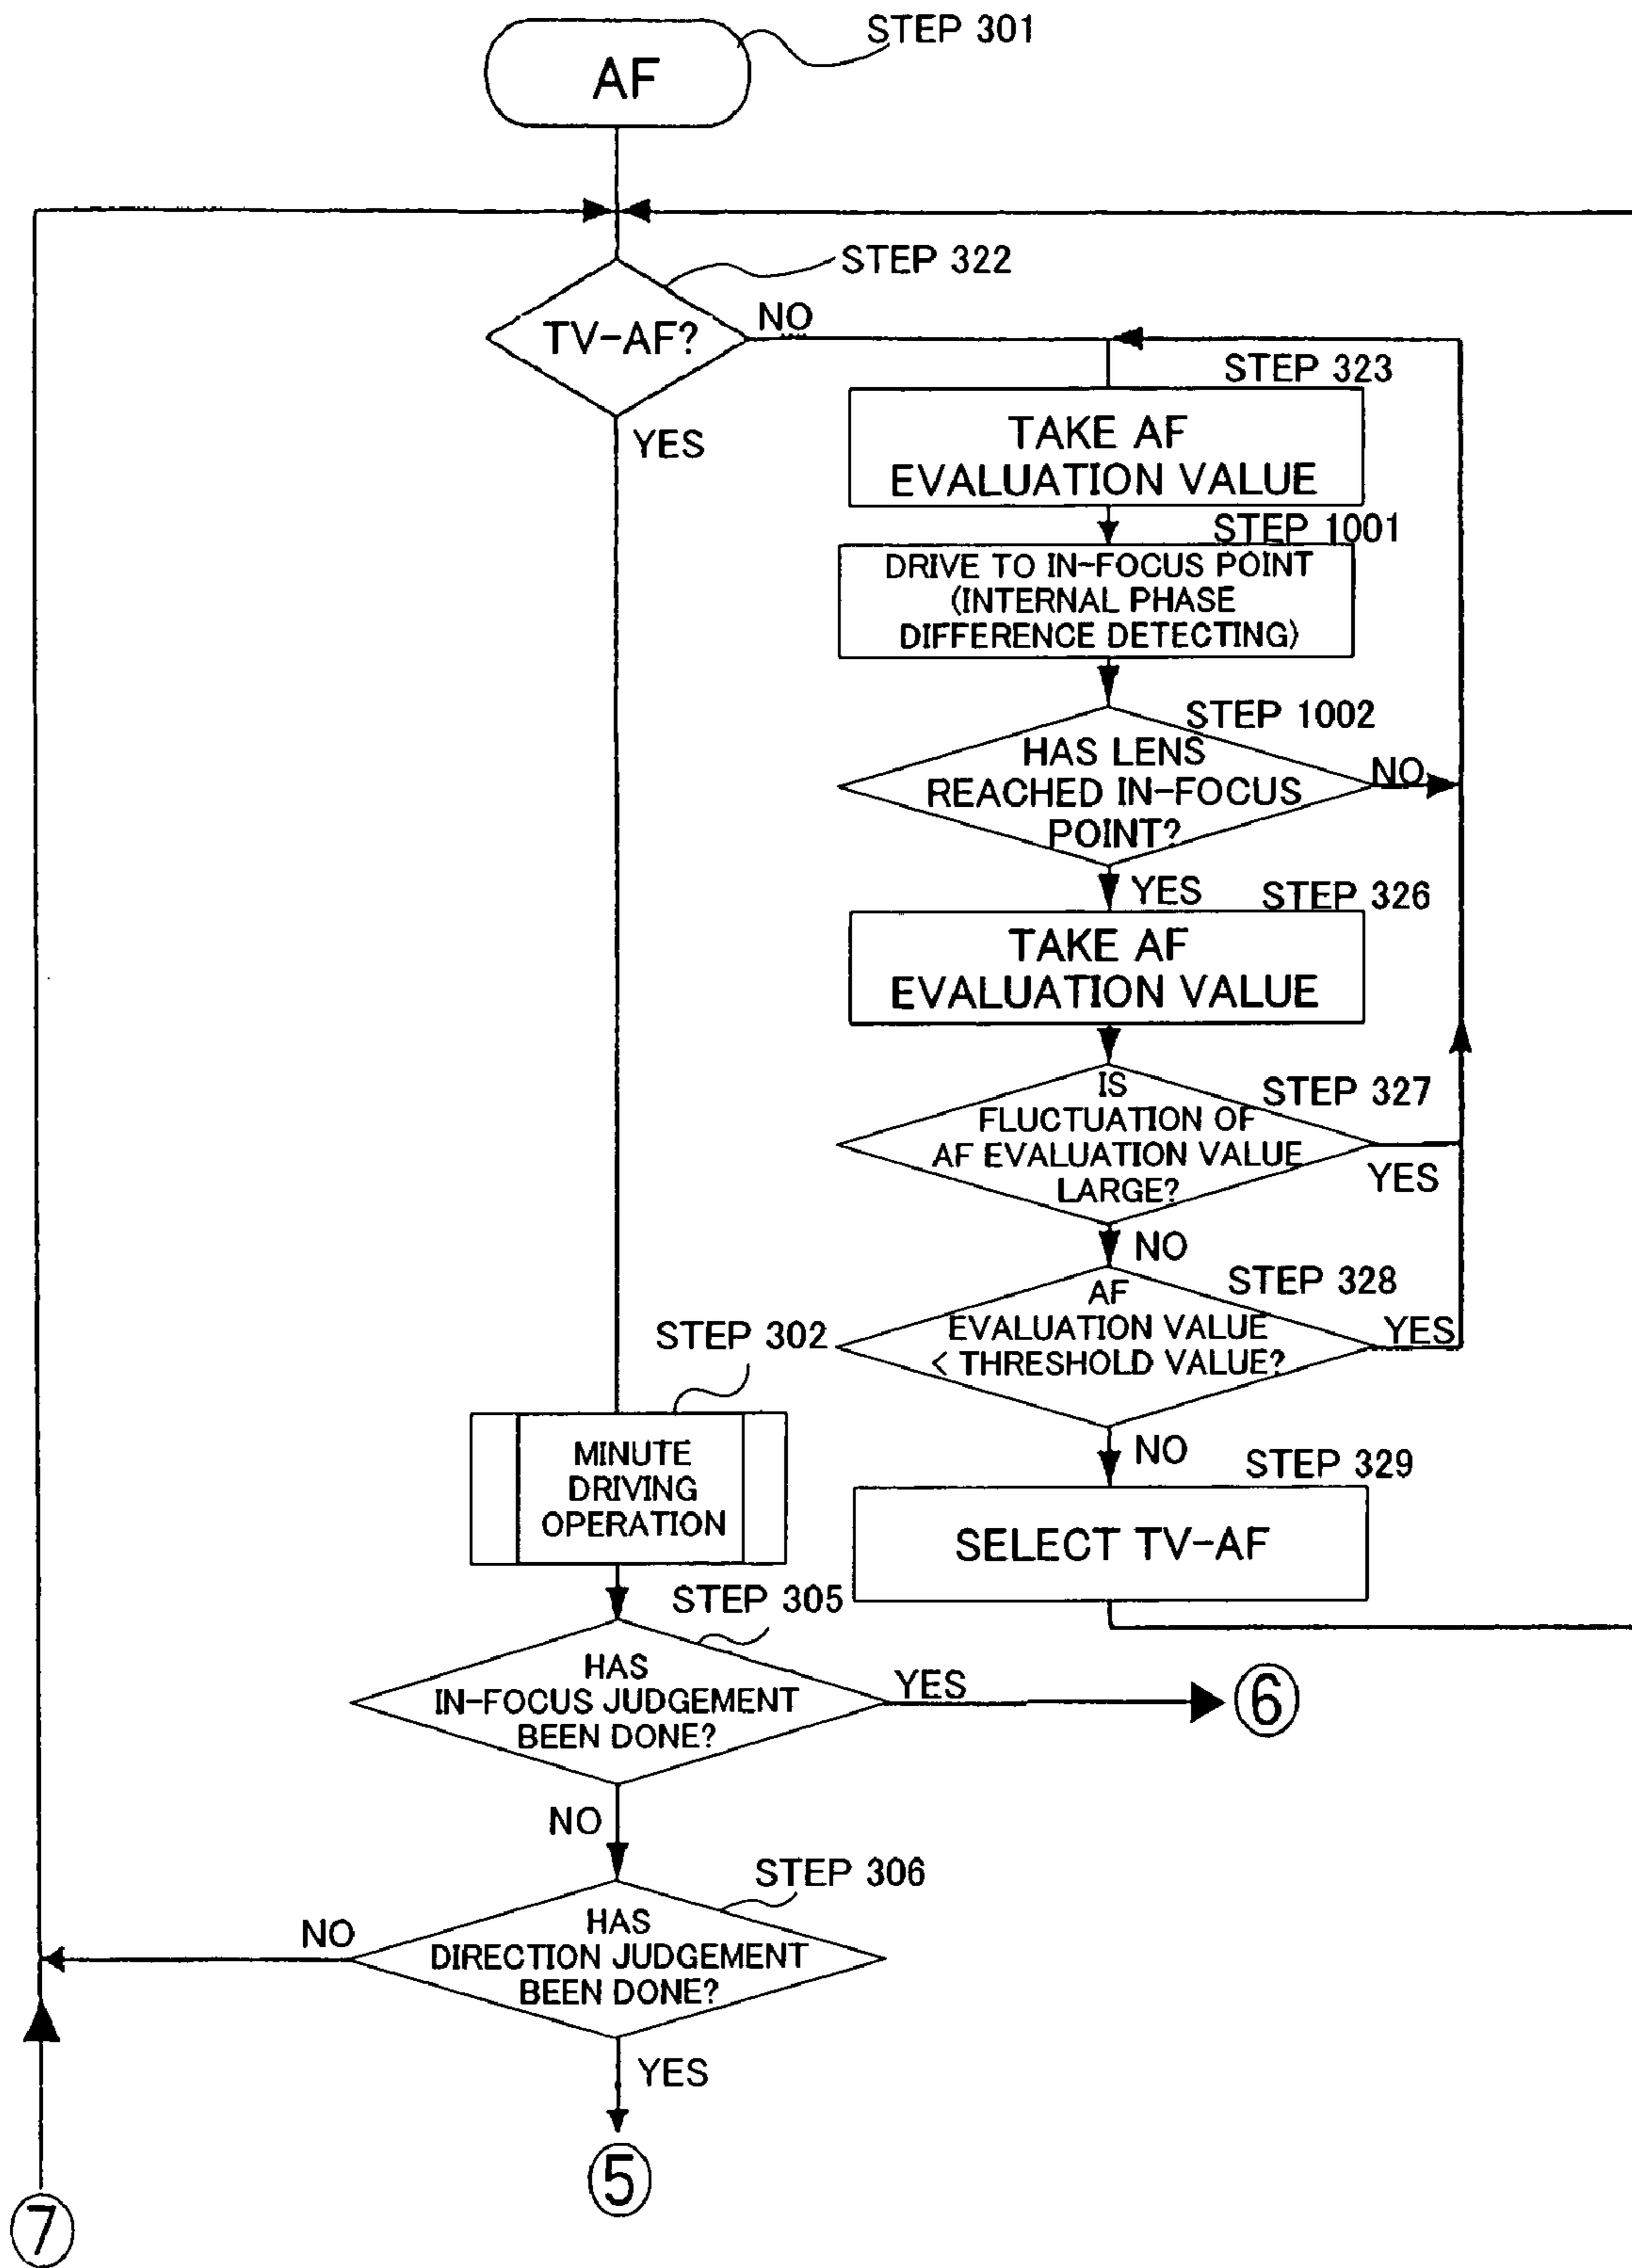 STEP 301
AF
STEP 322
TV-AF?
NO
YES
STEP 323
TAKE AF
EVALUATION VALUE
STEP 1001
DRIVE TO IN-FOCUS POINT
(INTERNAL PHASE
DIFFERENCE DETECTING)
STEP 1002
HAS LENS
REACHED IN-FOCUS
POINT?
NO
YES
STEP 326
TAKE AF
EVALUATION VALUE
STEP 327
IS
FLUCTUATION OF
AF EVALUATION VALUE
LARGE?
YES
NO
STEP 328
AF
EVALUATION VALUE
< THRESHOLD VALUE?
YES
NO
STEP 329
SELECT TV-AF
STEP 302
MINUTE
DRIVING
OPERATION
STEP 305
HAS
IN-FOCUS JUDGEMENT
BEEN DONE?
YES
6
NO
STEP 306
HAS
DIRECTION JUDGEMENT
BEEN DONE?
NO
YES
5
7